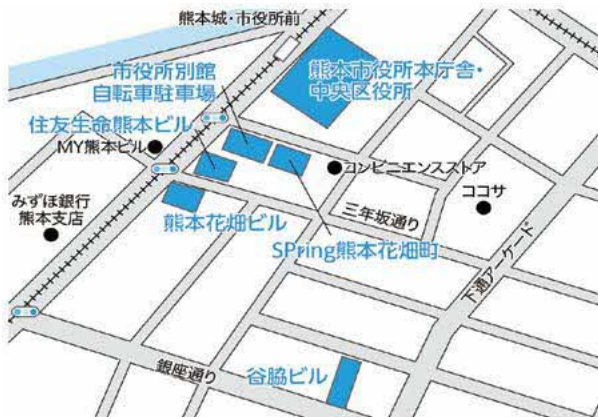 熊本城・市役所前
市役所別館
自転車駐車場
熊本市役所本庁舎・
中央区役所
住友生命熊本ビル
MY熊本ビル
コンビニエンスストア
みずほ銀行
熊本支店
ココサ
熊本花畑ビル
三年坂通り
SPring熊本花畑町
下通アーケード
銀座通り
谷脇ビル